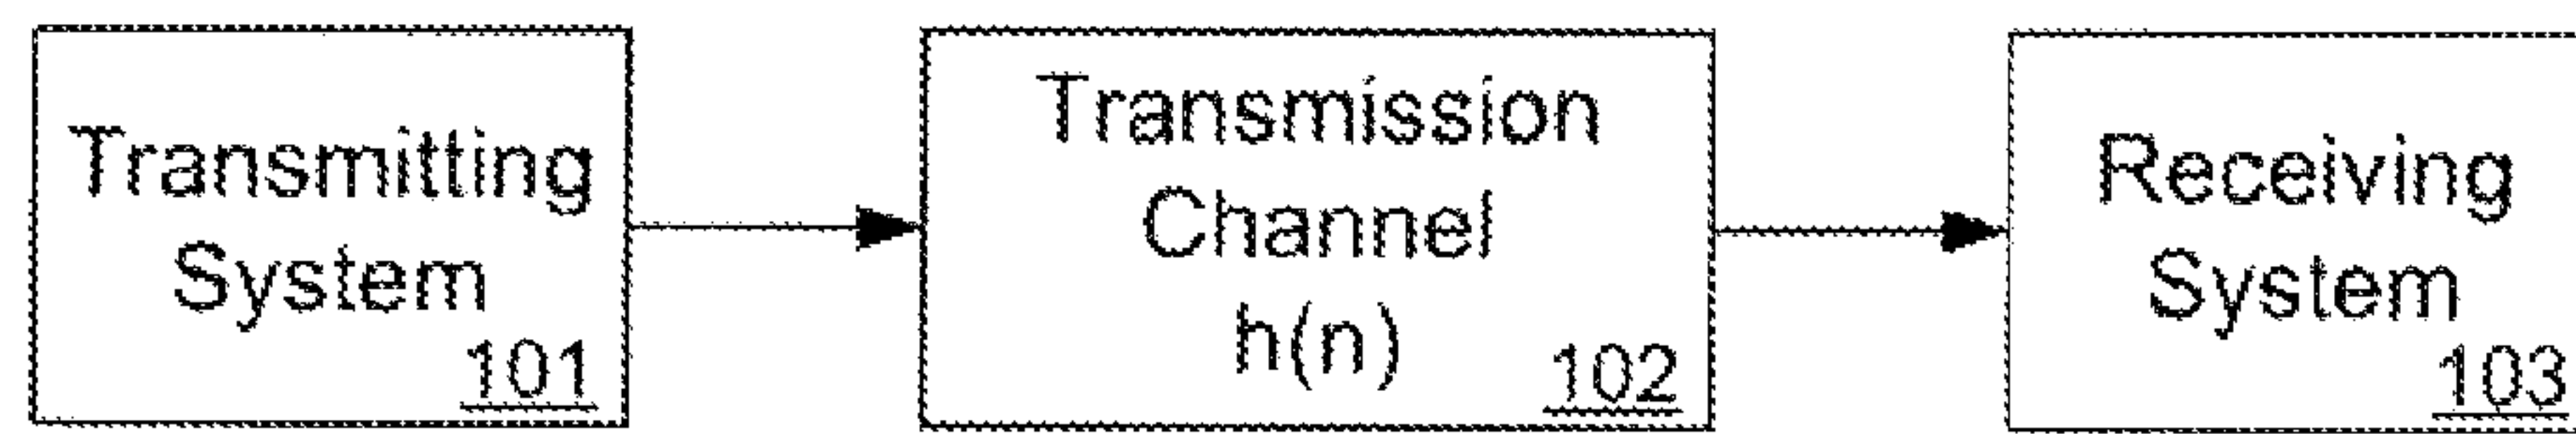 Transmitting
System
101
Transmission
Channel
h(n)
102
Receiving
System
103